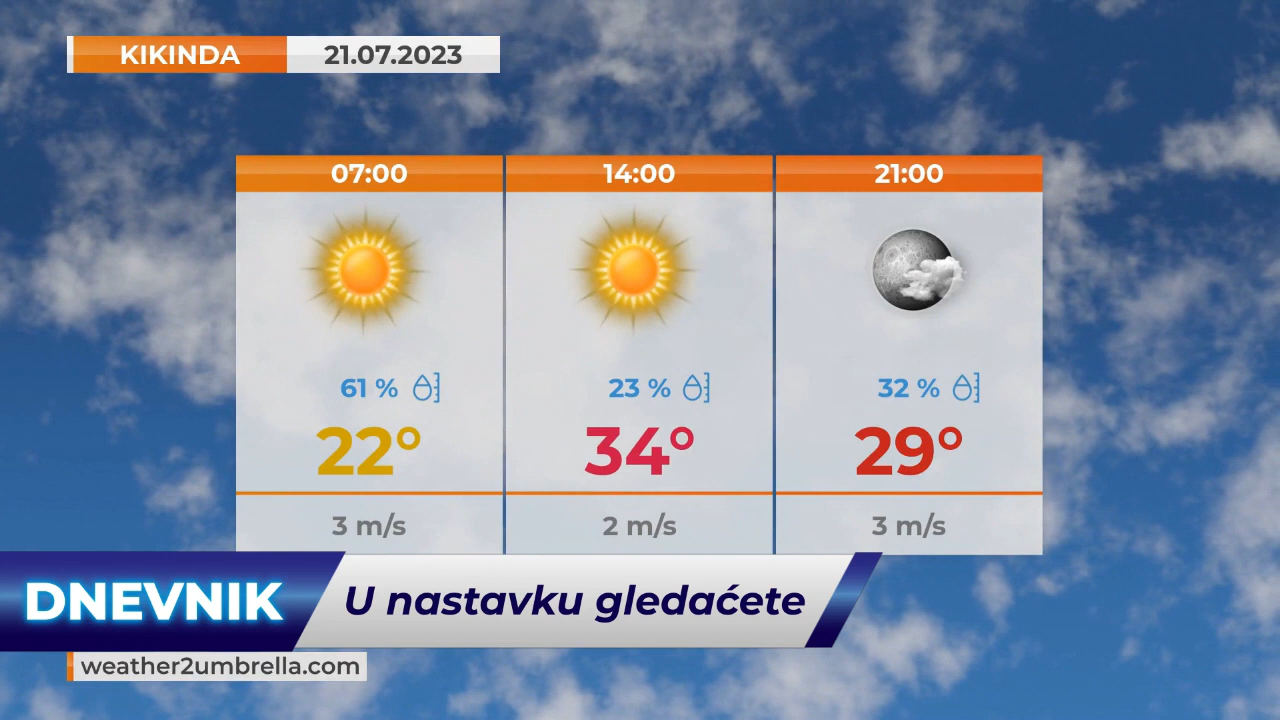 KIKINDA 21.07.2023
07:00 14:00 21:00
61 % 23 % 32 %
22° 34° 29°
3 m/s 2 m/s 3 m/s
DNEVNIK U nastavku gledaćete
weather2umbrella.com